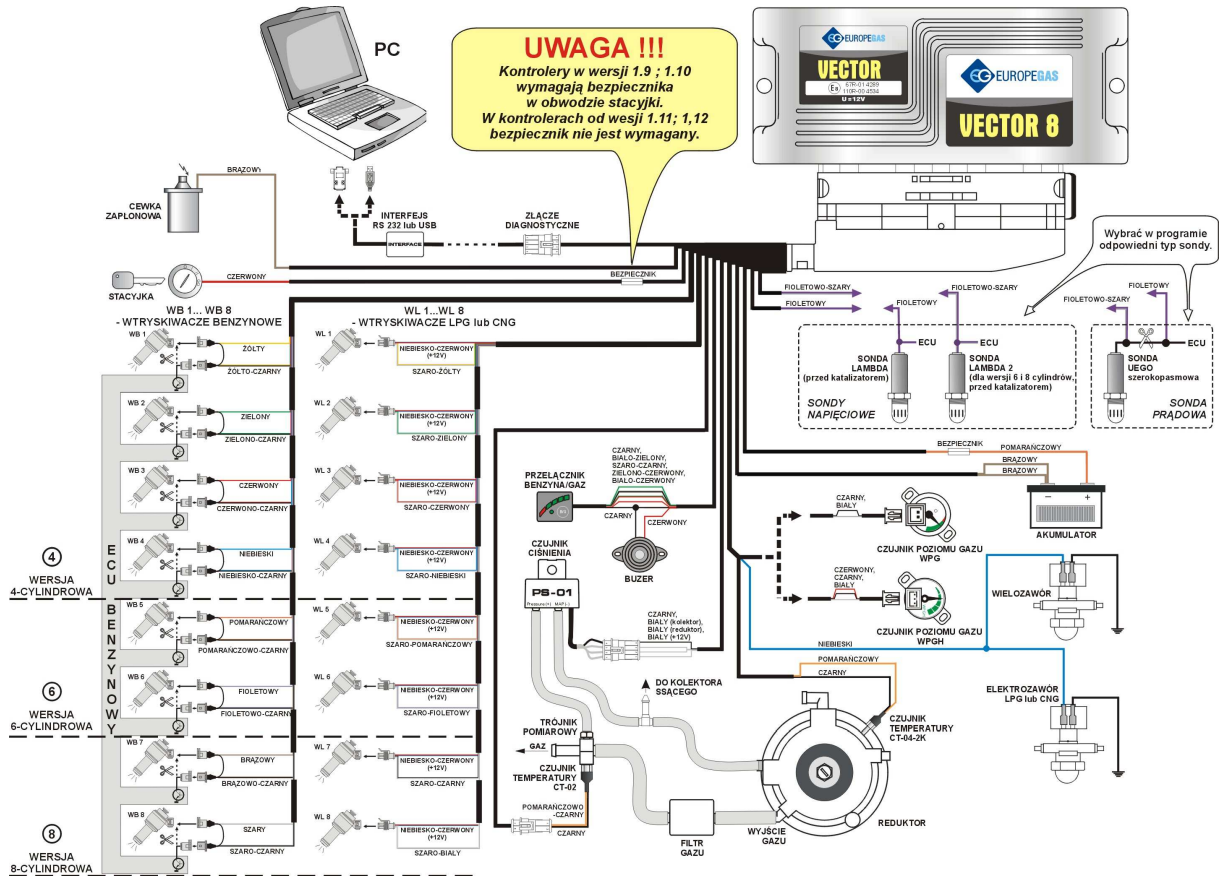 PC
UWAGA !!!
Kontrolery w wersji 1.9 ; 1.10
wymagają bezpiecznika
w obwodzie stacyjki.
W kontrolerach od wesji 1.11; 1,12
bezpiecznik nie jest wymagany.
EG EUROPEGAS
VECTOR
67R-01 4289
110R-00 4534
U=12V
EG EUROPEGAS
VECTOR 8
BRĄZOWY
CEWKA
ZAPŁONOWA
INTERFEJS
RS 232 lub USB
INTERFACE
ZŁĄCZE
DIAGNOSTYCZNE
CZERWONY
STACYJKA
BEZPIECZNIK
Wybrać w programie
odpowiedni typ sondy.
FIOLETOWO-SZARY
FIOLETOWY
FIOLETOWO-SZARY
FIOLETOWY
ECU
ECU
SONDA
LAMBDA
(przed katalizatorem)
SONDA
LAMBDA 2
(dla wersji 6 i 8 cylindrów,
przed katalizatorem)
SONDY
NAPIĘCIOWE
FIOLETOWY
FIOLETOWO-SZARY
ECU
SONDA
UEGO
szerokopasmowa
SONDA
PRĄDOWA
WB 1... WB 8
- WTRYSKIWACZE BENZYNOWE
WL 1...WL 8
- WTRYSKIWACZE LPG lub CNG
WB 1
ŻÓŁTY
ŻÓŁTO-CZARNY
WL 1
NIEBIESKO-CZERWONY
(+12V)
SZARO-ŻÓŁTY
WB 2
ZIELONY
ZIELONO-CZARNY
WL 2
NIEBIESKO-CZERWONY
(+12V)
SZARO-ZIELONY
WB 3
CZERWONY
CZERWONO-CZARNY
WL 3
NIEBIESKO-CZERWONY
(+12V)
SZARO-CZERWONY
WB 4
NIEBIESKI
NIEBIESKO-CZARNY
WL 4
NIEBIESKO-CZERWONY
(+12V)
SZARO-NIEBIESKI
WB 5
POMARAŃCZOWY
POMARAŃCZOWO-CZARNY
WL 5
NIEBIESKO-CZERWONY
(+12V)
SZARO-POMARAŃCZOWY
WB 6
FIOLETOWY
FIOLETOWO-CZARNY
WL 6
NIEBIESKO-CZERWONY
(+12V)
SZARO-FIOLETOWY
WB 7
BRĄZOWY
BRĄZOWO-CZARNY
WL 7
NIEBIESKO-CZERWONY
(+12V)
SZARO-CZARNY
WB 8
SZARY
SZARO-CZARNY
WL 8
NIEBIESKO-CZERWONY
(+12V)
SZARO-BIAŁY
ECU BENZYNOWY
4
WERSJA
4-CYLINDROWA
6
WERSJA
6-CYLINDROWA
8
WERSJA
8-CYLINDROWA
PRZEŁĄCZNIK
BENZYNA/GAZ
CZARNY,
BIAŁO-ZIELONY,
SZARO-CZARNY,
ZIELONO-CZERWONY,
BIAŁO-CZERWONY
CZARNY
CZERWONY
BUZER
CZUJNIK
CIŚNIENIA
PS-01
Pressure (+) MAP (-)
CZARNY,
BIAŁY (kolektor),
BIAŁY (reduktor),
BIAŁY (+12V)
BEZPIECZNIK
POMARAŃCZOWY
BRĄZOWY
BRĄZOWY
- +
AKUMULATOR
CZARNY,
BIAŁY
CZUJNIK POZIOMU GAZU
WPG
CZERWONY,
CZARNY,
BIAŁY
CZUJNIK POZIOMU GAZU
WPGH
WIELOZAWÓR
NIEBIESKI
ELEKTROZAWÓR
LPG lub CNG
POMARAŃCZOWY
CZARNY
CZUJNIK
TEMPERATURY
CT-04-2K
DO KOLEKTORA
SSĄCEGO
TRÓJNIK
POMIAROWY
GAZ
CZUJNIK
TEMPERATURY
CT-02
POMARAŃCZOWO
-CZARNY
CZARNY
FILTR
GAZU
WYJŚCIE
GAZU
REDUKTOR